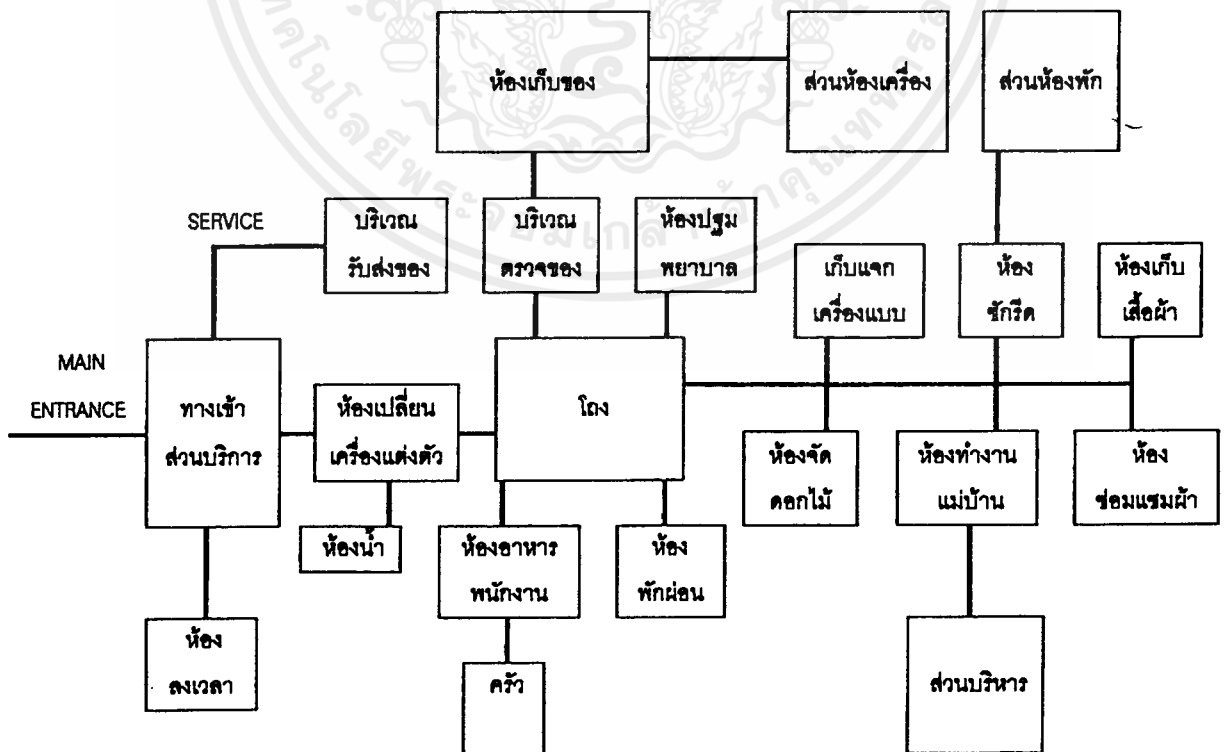 ห้องเก็บของ
ส่วนห้องเครื่อง
ส่วนห้องพัก
SERVICE
บริเวณ
รับส่งของ
บริเวณ
ตรวจของ
ห้องปฐม
พยาบาล
เก็บแจก
เครื่องแบบ
ห้อง
ซักรีด
ห้องเก็บ
เสื้อผ้า
MAIN
ENTRANCE
ทางเข้า
ส่วนบริการ
ห้องเปลี่ยน
เครื่องแต่งตัว
โถง
ห้องจัด
ดอกไม้
ห้องทำงาน
แม่บ้าน
ห้อง
ซ่อมแซมผ้า
ห้องน้ำ
ห้องอาหาร
พนักงาน
ห้อง
พักผ่อน
ห้อง
ลงเวลา
ครัว
ส่วนบริหาร